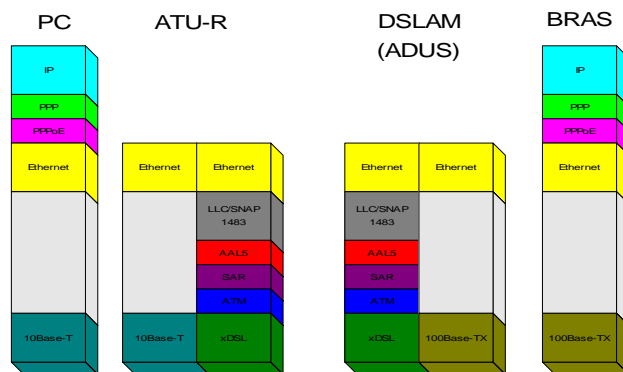 PC
ATU-R
DSLAM
(ADUS)
BRAS
IP
IP
PPP
PPP
PPPoE
PPPoE
Ethernet
Ethernet
Ethernet
Ethernet
Ethernet
Ethernet
LLC/SNAP
1483
LLC/SNAP
1483
AAL5
AAL5
SAR
SAR
ATM
ATM
10Base-T
10Base-T
xDSL
xDSL
100Base-TX
100Base-TX